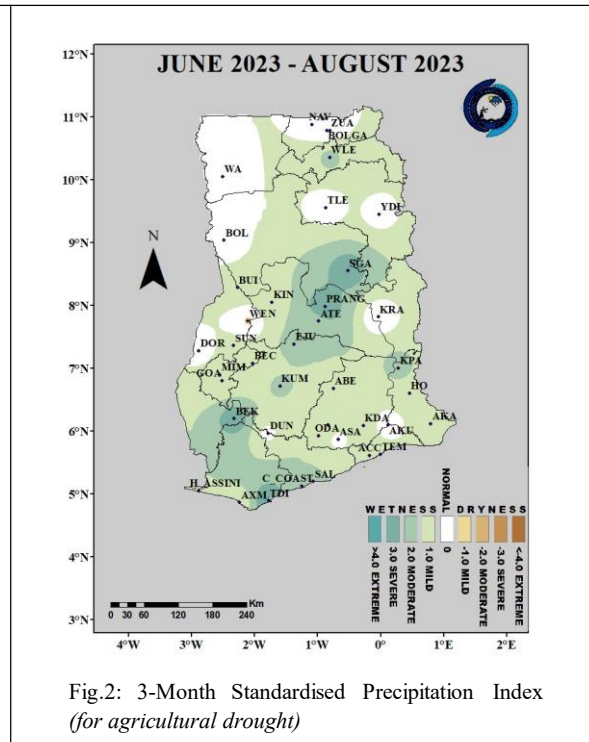 JUNE 2023 - AUGUST 2023
12°N
11°N
10°N
9°N
8°N
7°N
6°N
5°N
4°N
3°N
NAV
ZUA
BOLGA
WLE
WA
TLE
YDI
BOL
SGA
BUI
KIN
PRANG
WEN
ATE
KRA
DOR
SUN
EJU
BEC
MIM
GOA
KPA
KUM
ABE
HO
BEK
DUN
ODA
ASA
KDA
AKU
AKA
ACC
TEM
H_ASSINI
C_COAST
SAL
AXM
TDI
N
WETNESS
NORMAL
DRYNESS
>4.0 EXTREME
3.0 SEVERE
2.0 MODERATE
1.0 MILD
0
-1.0 MILD
-2.0 MODERATE
-3.0 SEVERE
<4.0 EXTREME
0 30 60 120 180 240 Km
4°W 3°W 2°W 1°W 0° 1°E 2°E
Fig.2: 3-Month Standardised Precipitation Index
(for agricultural drought)